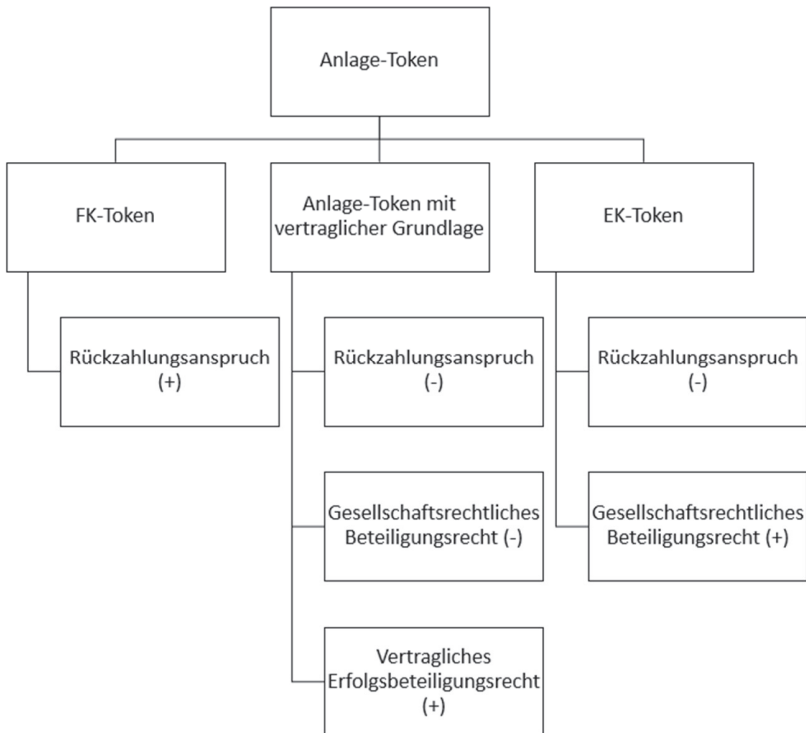 Anlage-Token
FK-Token
Anlage-Token mit
vertraglicher Grundlage
EK-Token
Rückzahlungsanspruch
(+)
Rückzahlungsanspruch
(-)
Rückzahlungsanspruch
(-)
Gesellschaftsrechtliches
Beteiligungsrecht (-)
Gesellschaftsrechtliches
Beteiligungsrecht (+)
Vertragliches
Erfolgsbeteiligungsrecht
(+)